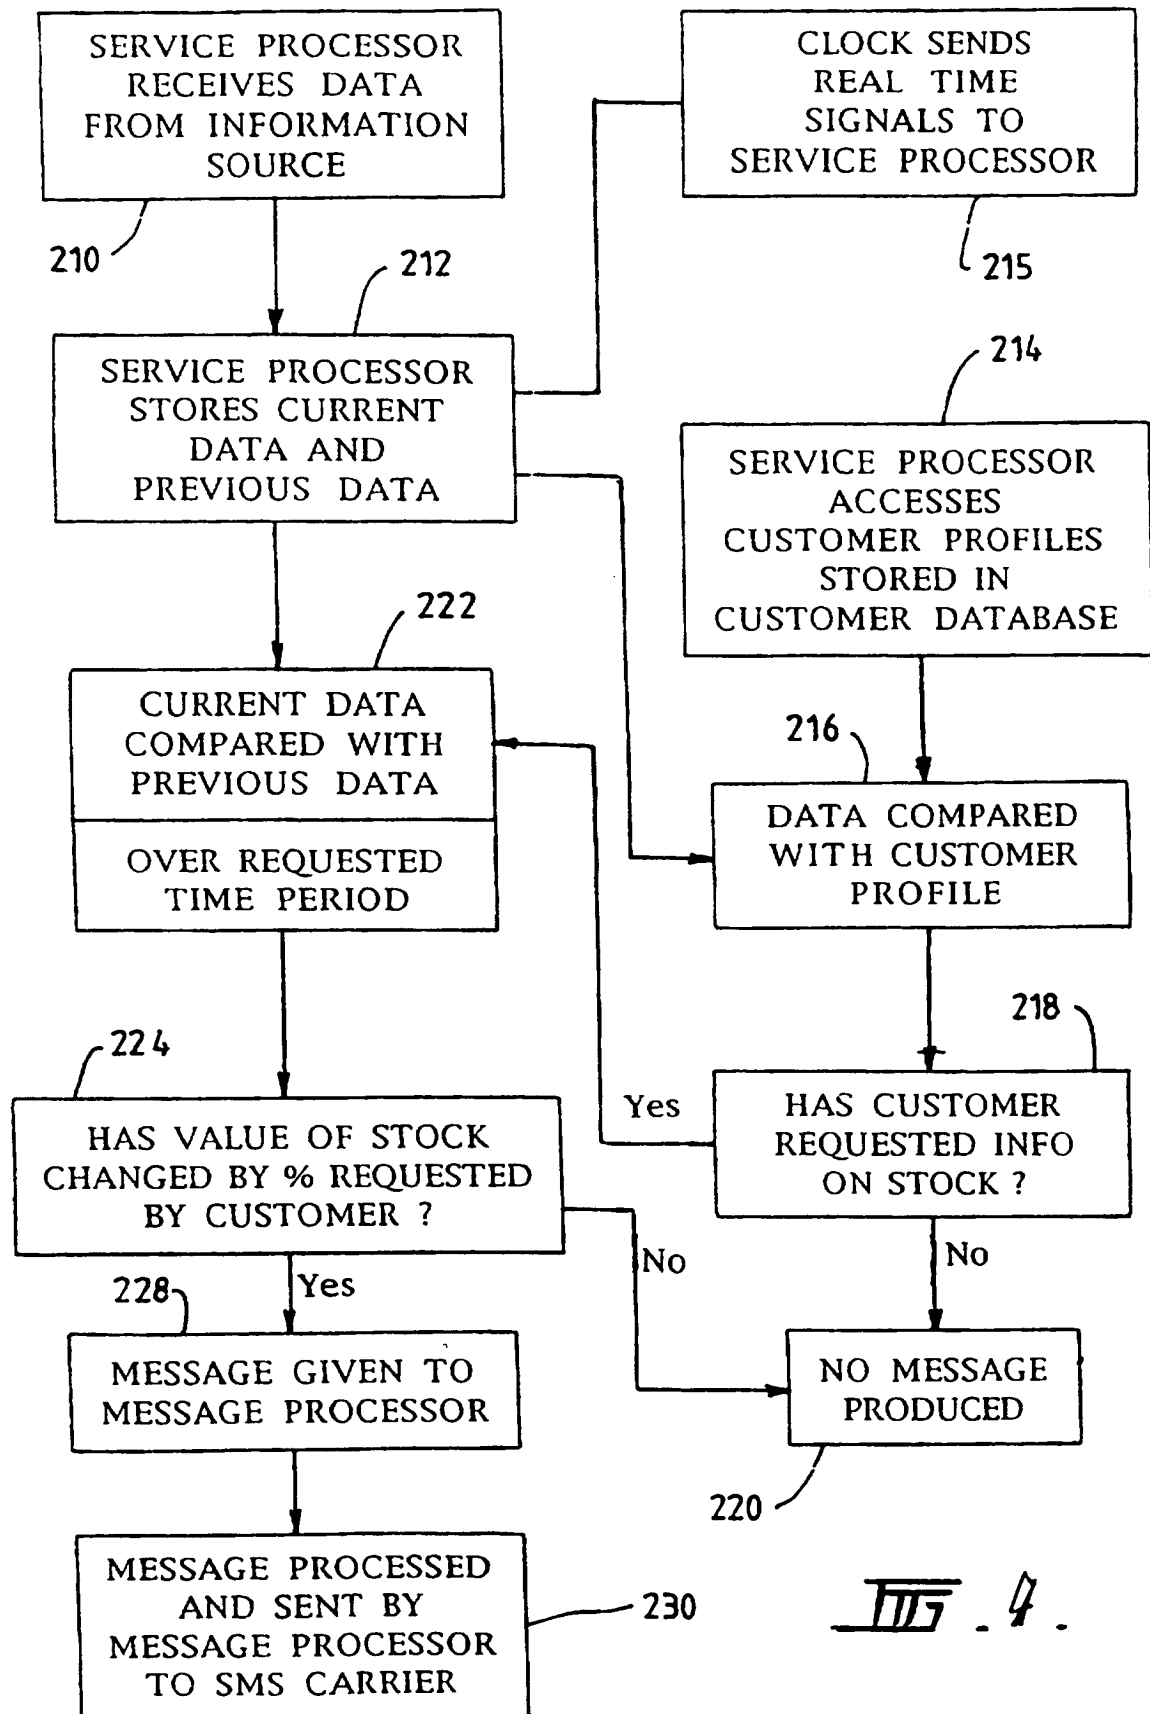 SERVICE PROCESSOR
RECEIVES DATA
FROM INFORMATION
SOURCE
210
CLOCK SENDS
REAL TIME
SIGNALS TO
SERVICE PROCESSOR
215
212
SERVICE PROCESSOR
STORES CURRENT
DATA AND
PREVIOUS DATA
214
SERVICE PROCESSOR
ACCESSES
CUSTOMER PROFILES
STORED IN
CUSTOMER DATABASE
222
CURRENT DATA
COMPARED WITH
PREVIOUS DATA
OVER REQUESTED
TIME PERIOD
216
DATA COMPARED
WITH CUSTOMER
PROFILE
218
HAS CUSTOMER
REQUESTED INFO
ON STOCK ?
Yes
No
224
HAS VALUE OF STOCK
CHANGED BY % REQUESTED
BY CUSTOMER ?
No
Yes
228
MESSAGE GIVEN TO
MESSAGE PROCESSOR
NO MESSAGE
PRODUCED
220
MESSAGE PROCESSED
AND SENT BY
MESSAGE PROCESSOR
TO SMS CARRIER
230
FIG. 4.